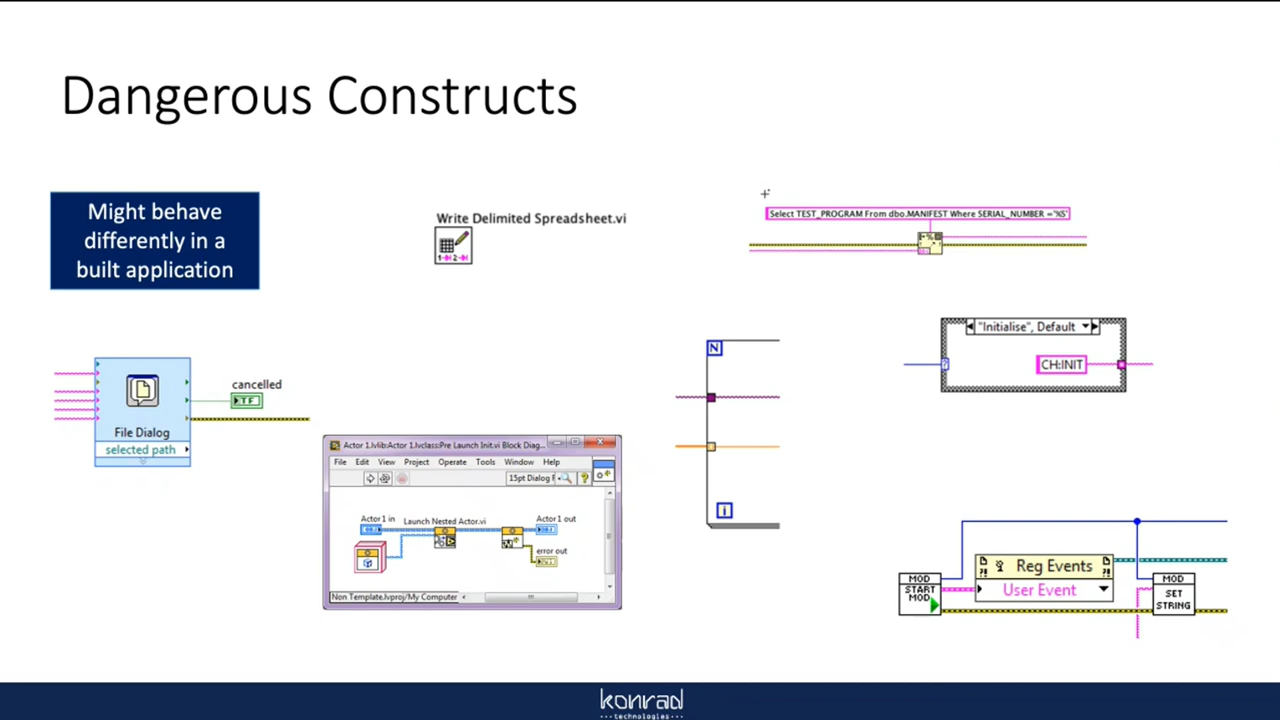 Dangerous Constructs
Might behave
differently in a
built application
Write Delimited Spreadsheet.vi
1 2
Select TEST_PROGRAM From dbo.MANIFEST Where SERIAL_NUMBER ='%S'
"Initialise", Default
CH:INIT
N
i
cancelled
TF
File Dialog
selected path
Actor 1.lvlib:Actor 1.lvclass:Pre Launch Init.vi Block Diag...
File Edit View Project Operate Tools Window Help
15pt Dialog F
Actor 1 in
Launch Nested Actor.vi
Actor 1 out
error out
Non Template.lvproj/My Computer
MOD
START
MOD
Reg Events
User Event
MOD
SET
STRING
konrad
technologies